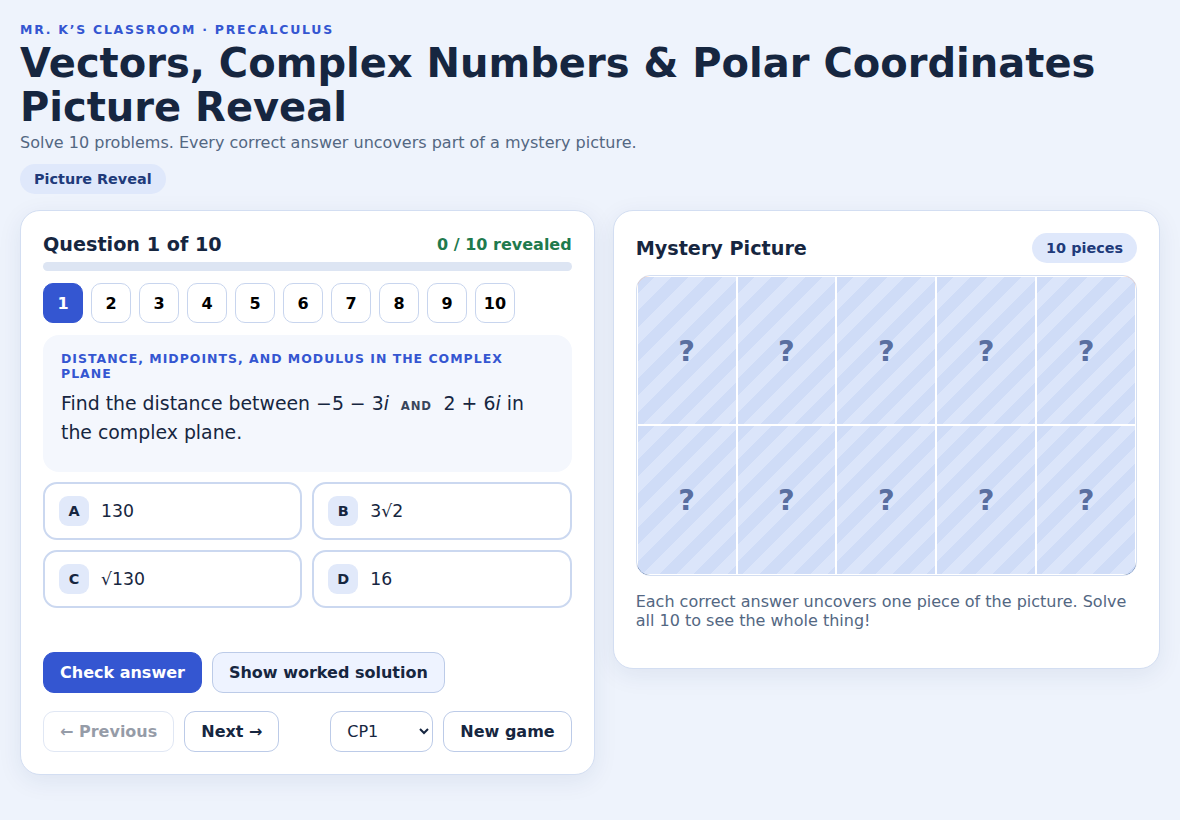 MR. K’S CLASSROOM · PRECALCULUS
Vectors, Complex Numbers & Polar Coordinates
Picture Reveal
Solve 10 problems. Every correct answer uncovers part of a mystery picture.
Picture Reveal
Question 1 of 10
0 / 10 revealed
1 2 3 4 5 6 7 8 9 10
DISTANCE, MIDPOINTS, AND MODULUS IN THE COMPLEX
PLANE
Find the distance between −5 − 3i AND 2 + 6i in
the complex plane.
A 130
B 3√2
C √130
D 16
Check answer
Show worked solution
← Previous
Next →
CP1
New game
Mystery Picture
10 pieces
? ? ? ? ?
? ? ? ? ?
Each correct answer uncovers one piece of the picture. Solve
all 10 to see the whole thing!